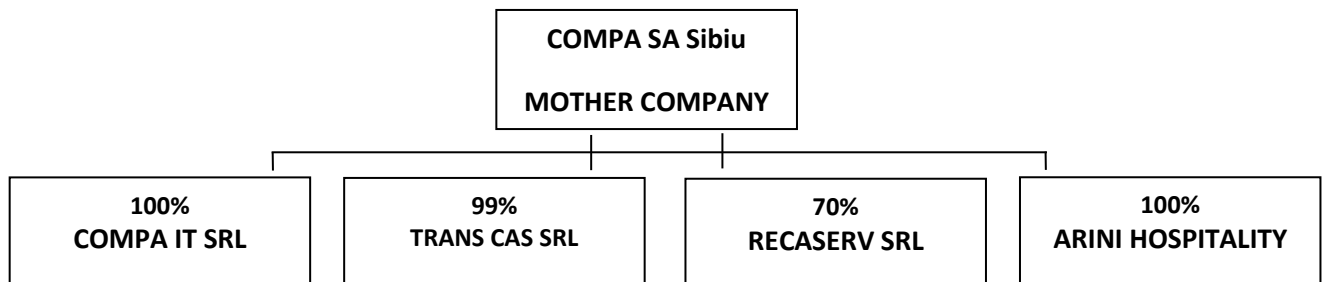 COMPA SA Sibiu
MOTHER COMPANY
100%
COMPA IT SRL
99%
TRANS CAS SRL
70%
RECASERV SRL
100%
ARINI HOSPITALITY